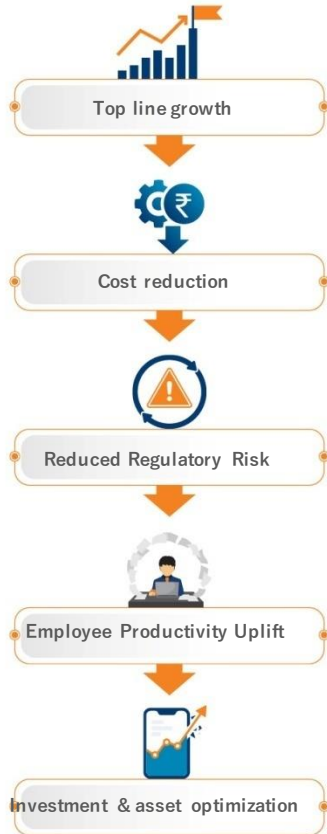 Top line growth
₹
Cost reduction
Reduced Regulatory Risk
Employee Productivity Uplift
Investment & asset optimization